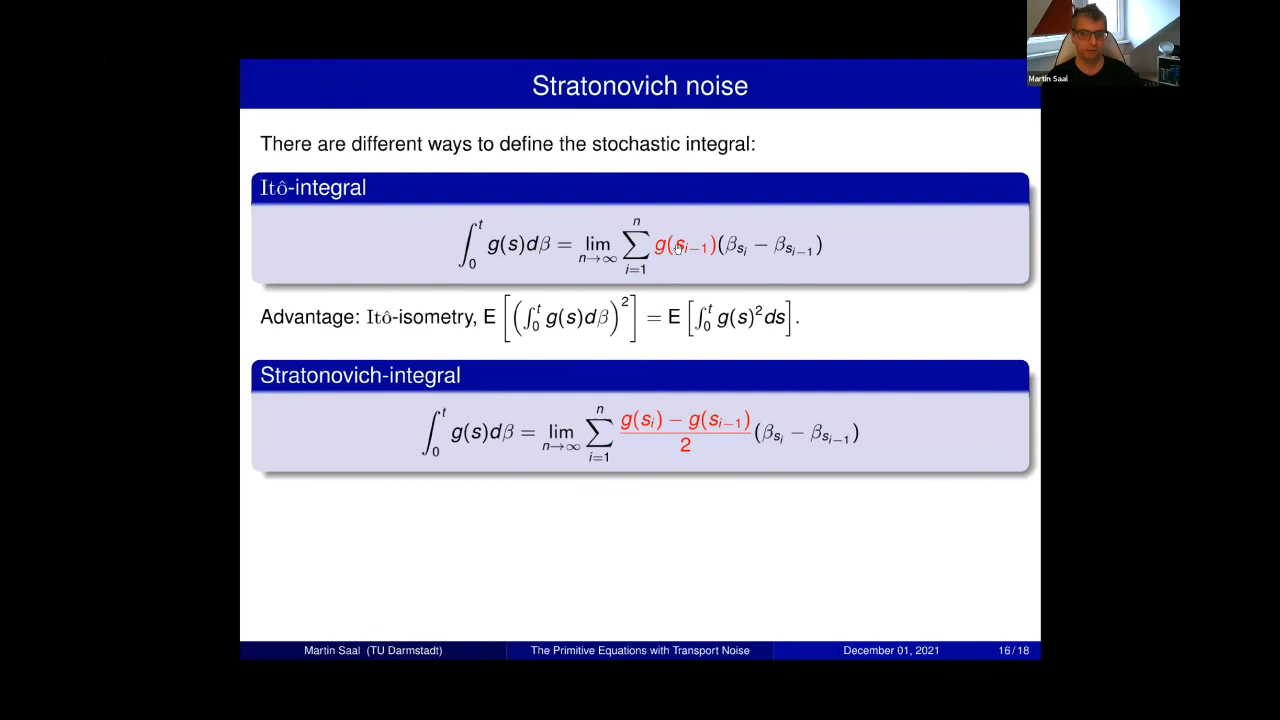 Martin Saal
Stratonovich noise
There are different ways to define the stochastic integral:
Itô-integral
∫₀ᵗ g(s)dβ = lim_{n→∞} ∑_{i=1}^{n} g(s_{i−1})(β_{s_i} − β_{s_{i−1}})
Advantage: Itô-isometry, E[(∫₀ᵗ g(s)dβ)²] = E[∫₀ᵗ g(s)²ds].
Stratonovich-integral
∫₀ᵗ g(s)dβ = lim_{n→∞} ∑_{i=1}^{n} (g(s_i) − g(s_{i−1}))/2 (β_{s_i} − β_{s_{i−1}})
Martin Saal (TU Darmstadt) The Primitive Equations with Transport Noise December 01, 2021 16 / 18